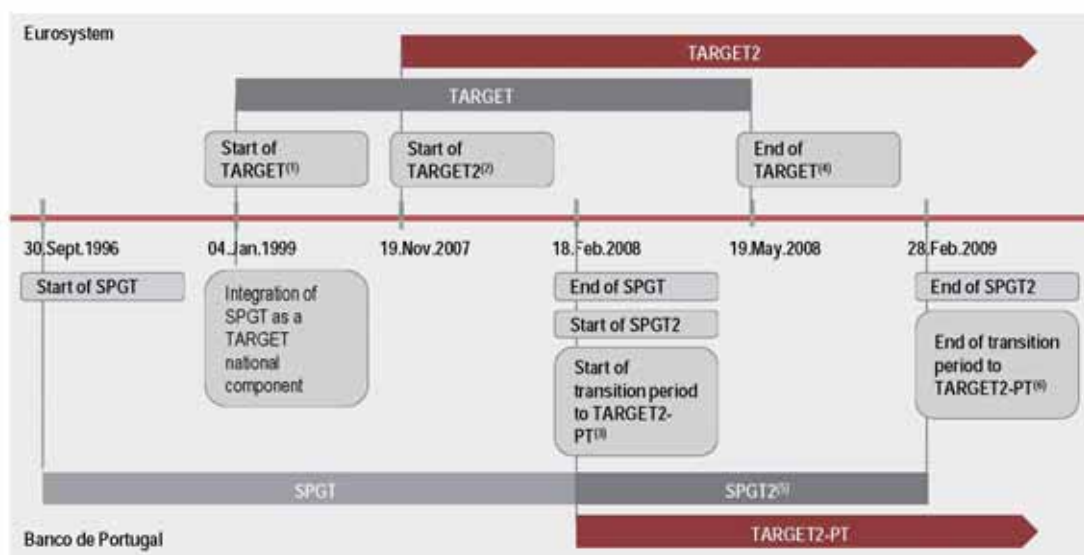 Eurosystem
TARGET2
TARGET
Start of
TARGET(1)
Start of
TARGET2(2)
End of
TARGET(4)
30.Sept.1996
04.Jan.1999
19.Nov.2007
18.Feb.2008
19.May.2008
28.Feb.2009
Start of SPGT
Integration of
SPGT as a
TARGET
national
component
End of SPGT
Start of SPGT2
Start of
transition period
to TARGET2-
PT(3)
End of SPGT2
End of transition
period to
TARGET2-PT(6)
SPGT
SPGT2(5)
TARGET2-PT
Banco de Portugal